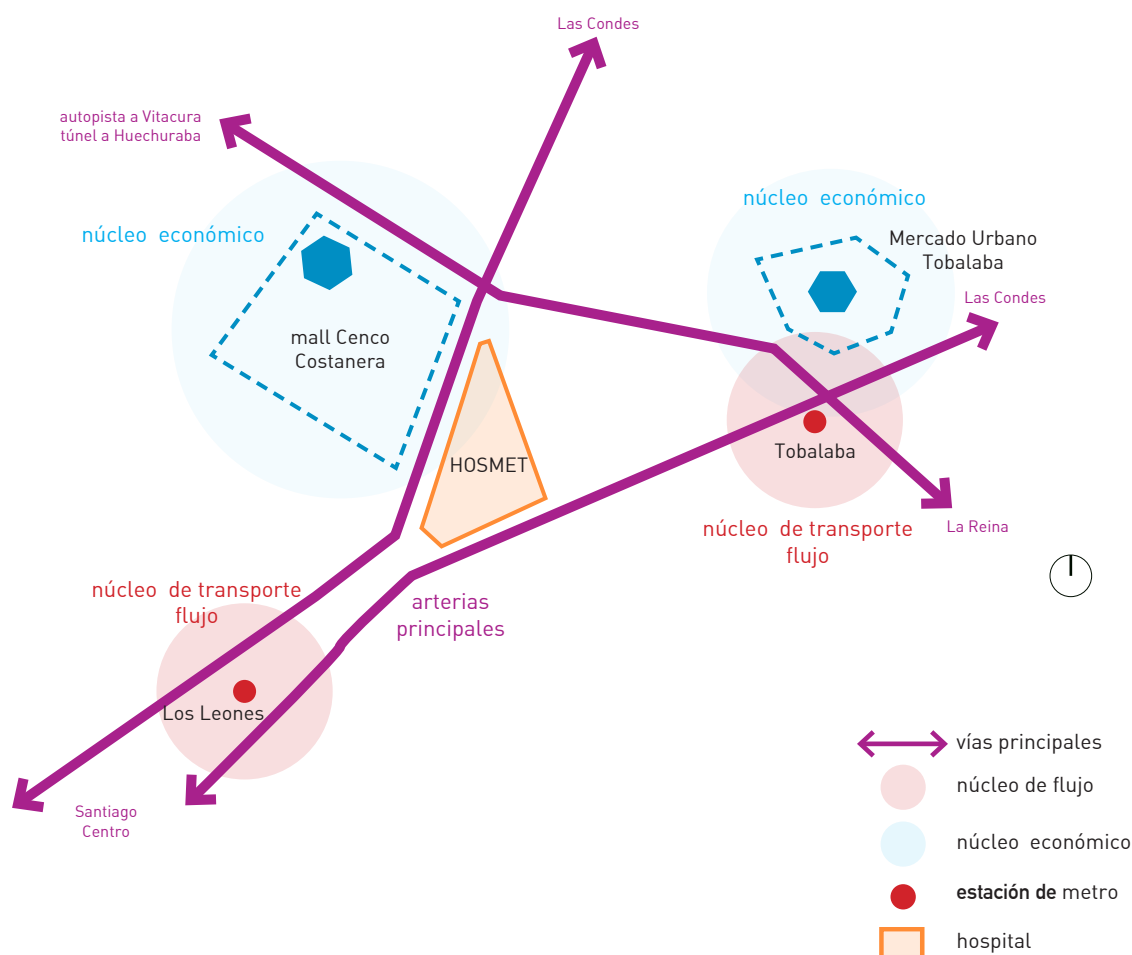 Las Condes
autopista a Vitacura
túnel a Huechuraba
núcleo económico
núcleo económico
Mercado Urbano
Tobalaba
Las Condes
mall Cenco
Costanera
HOSMET
Tobalaba
núcleo de transporte
flujo
La Reina
núcleo de transporte
flujo
arterias
principales
Los Leones
Santiago
Centro
vías principales
núcleo de flujo
núcleo económico
estación de metro
hospital